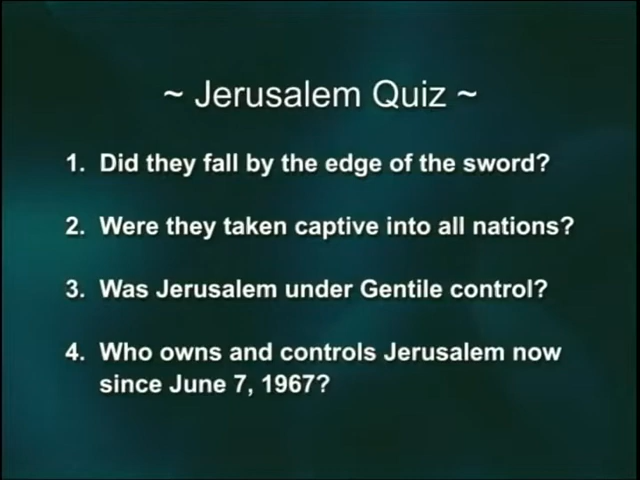 ~ Jerusalem Quiz ~
1. Did they fall by the edge of the sword?
2. Were they taken captive into all nations?
3. Was Jerusalem under Gentile control?
4. Who owns and controls Jerusalem now
since June 7, 1967?